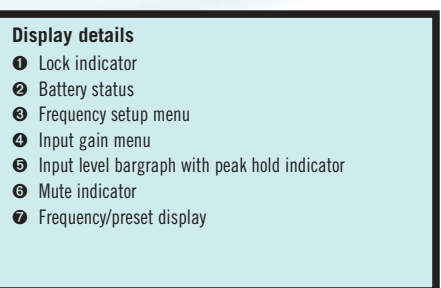 Display details
❶ Lock indicator
❷ Battery status
❸ Frequency setup menu
❹ Input gain menu
❺ Input level bargraph with peak hold indicator
❻ Mute indicator
❼ Frequency/preset display